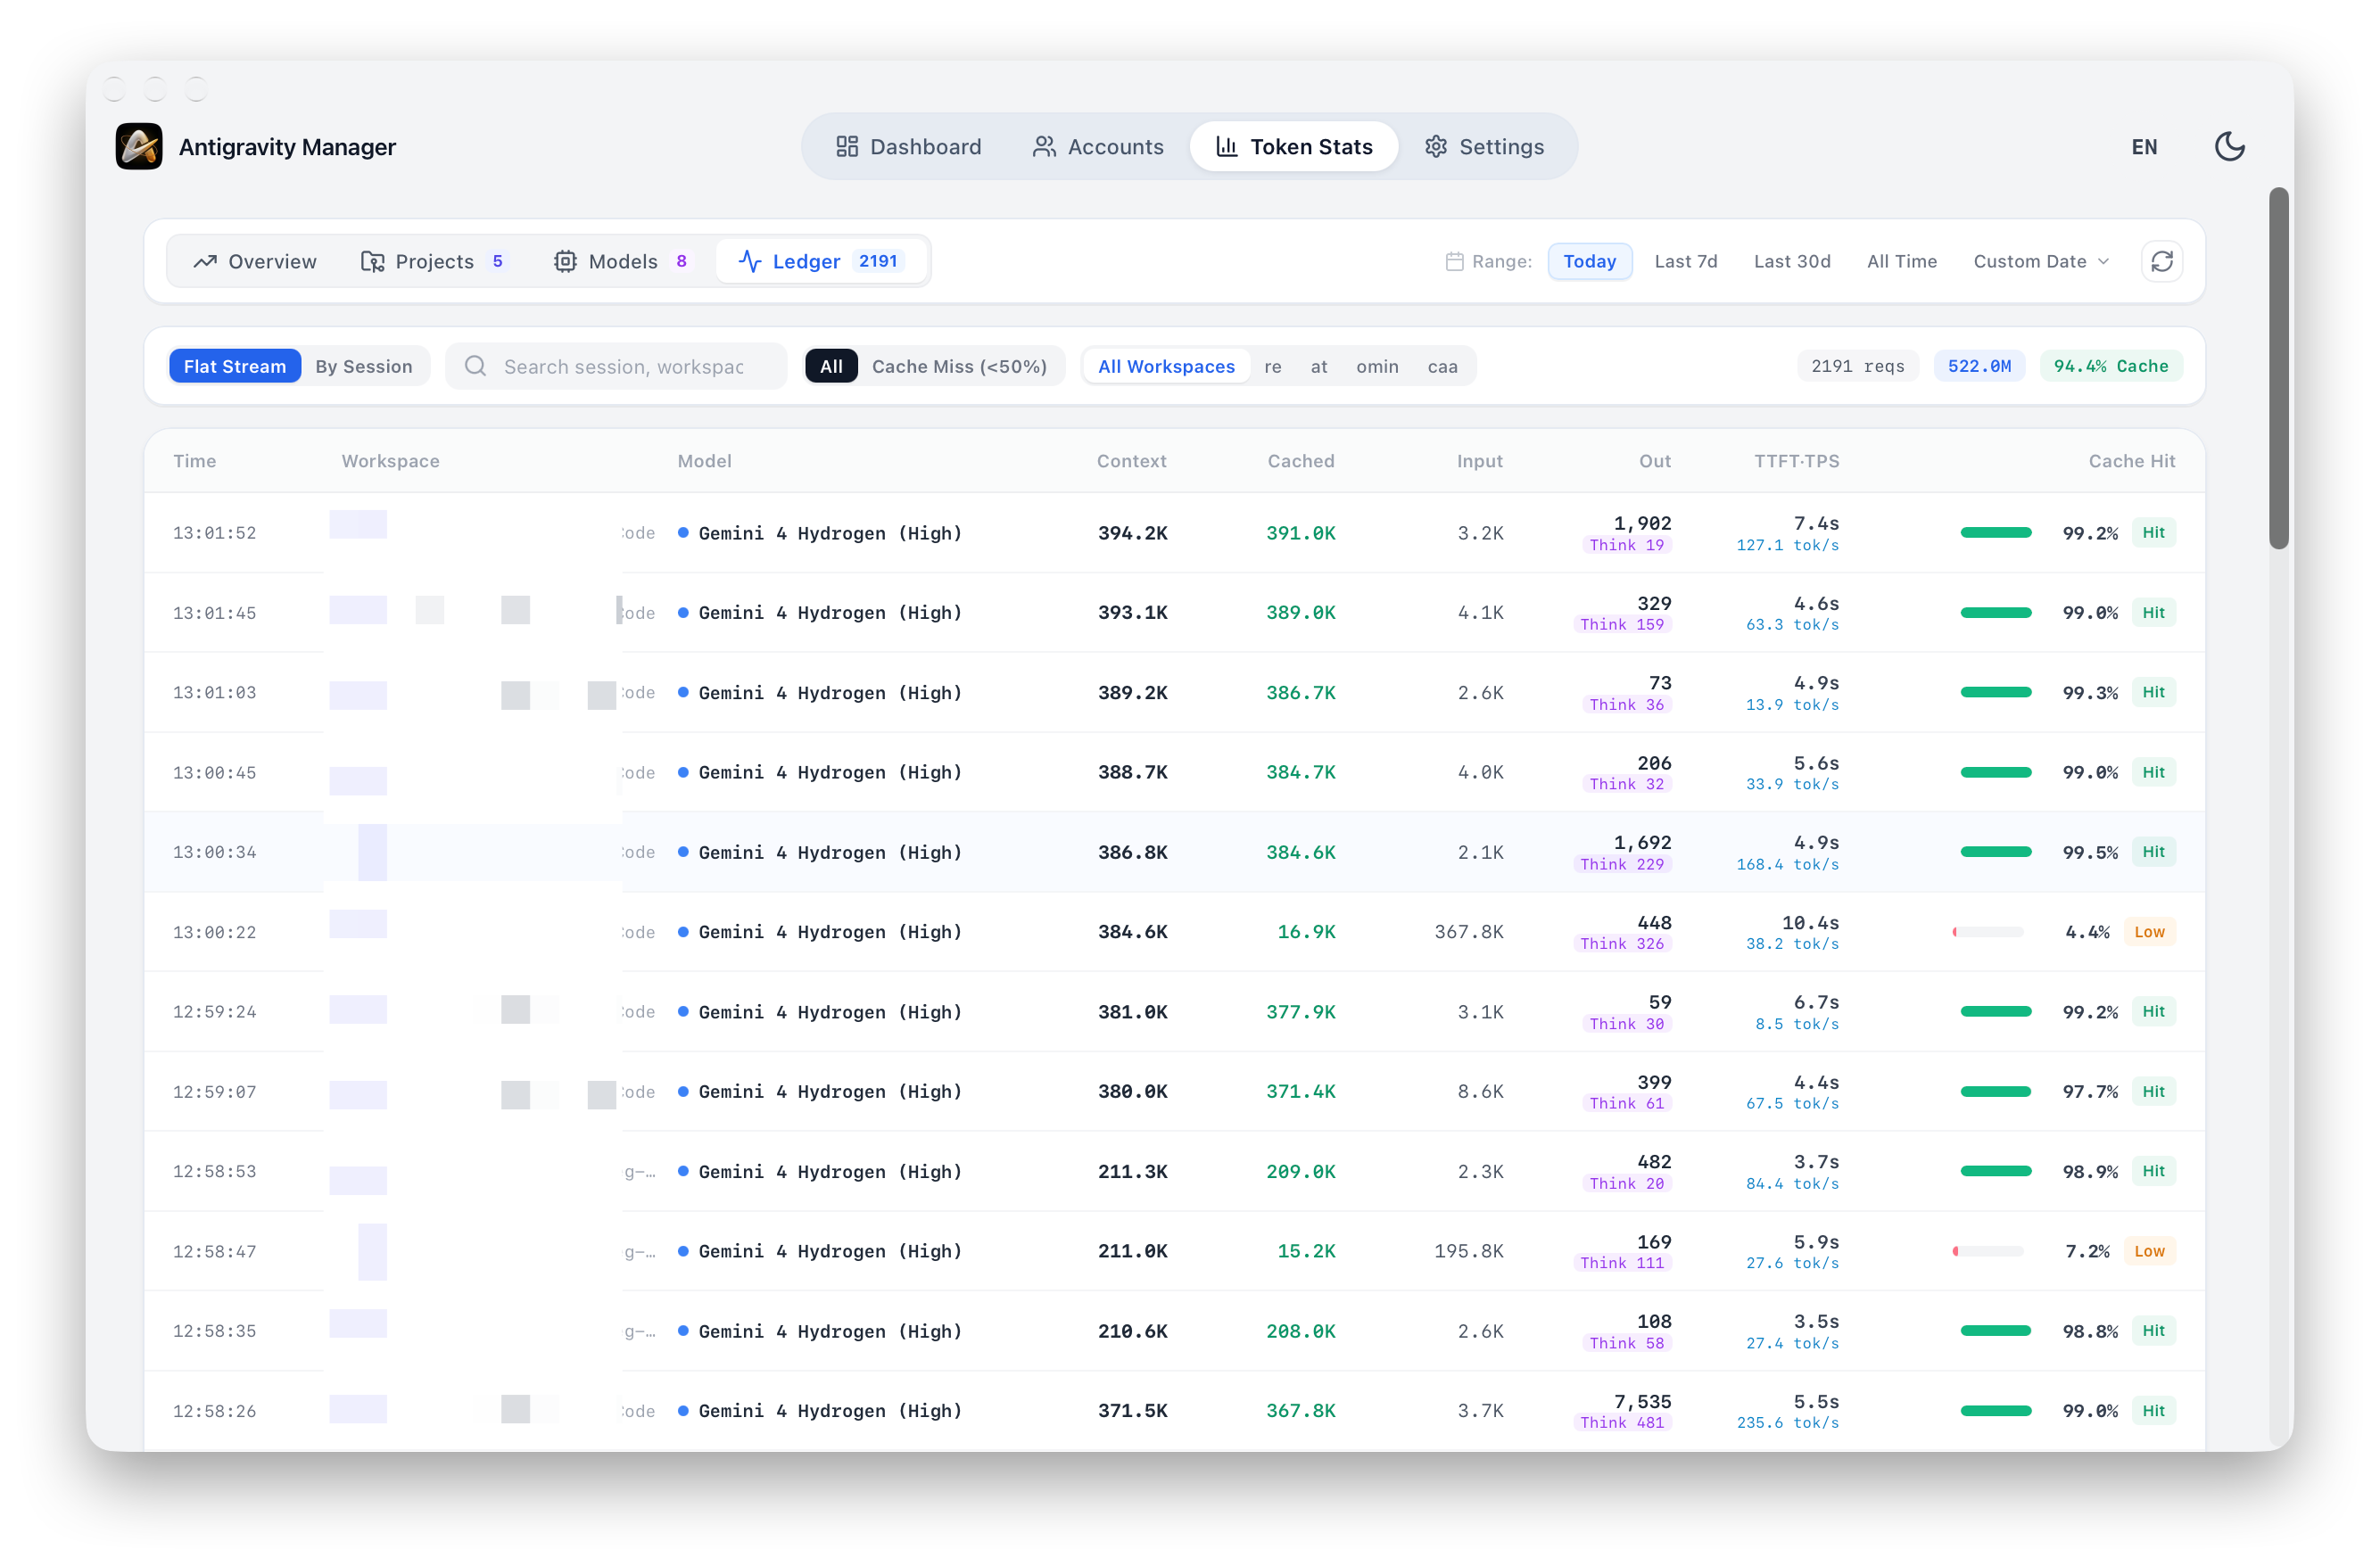 Antigravity Manager
Dashboard Accounts Token Stats Settings
EN
Overview Projects 5 Models 8 Ledger 2191
Range: Today Last 7d Last 30d All Time Custom Date
Flat Stream By Session Search session, workspac All Cache Miss (<50%) All Workspaces re at omin caa 2191 reqs 522.0M 94.4% Cache
Time Workspace Model Context Cached Input Out TTFT·TPS Cache Hit
13:01:52 Code Gemini 4 Hydrogen (High) 394.2K 391.0K 3.2K 1,902 7.4s 99.2% Hit
Think 19 127.1 tok/s
13:01:45 Code Gemini 4 Hydrogen (High) 393.1K 389.0K 4.1K 329 4.6s 99.0% Hit
Think 159 63.3 tok/s
13:01:03 Code Gemini 4 Hydrogen (High) 389.2K 386.7K 2.6K 73 4.9s 99.3% Hit
Think 36 13.9 tok/s
13:00:45 Code Gemini 4 Hydrogen (High) 388.7K 384.7K 4.0K 206 5.6s 99.0% Hit
Think 32 33.9 tok/s
13:00:34 Code Gemini 4 Hydrogen (High) 386.8K 384.6K 2.1K 1,692 4.9s 99.5% Hit
Think 229 168.4 tok/s
13:00:22 Code Gemini 4 Hydrogen (High) 384.6K 16.9K 367.8K 448 10.4s 4.4% Low
Think 326 38.2 tok/s
12:59:24 Code Gemini 4 Hydrogen (High) 381.0K 377.9K 3.1K 59 6.7s 99.2% Hit
Think 30 8.5 tok/s
12:59:07 Code Gemini 4 Hydrogen (High) 380.0K 371.4K 8.6K 399 4.4s 97.7% Hit
Think 61 67.5 tok/s
12:58:53 g-… Gemini 4 Hydrogen (High) 211.3K 209.0K 2.3K 482 3.7s 98.9% Hit
Think 20 84.4 tok/s
12:58:47 g-… Gemini 4 Hydrogen (High) 211.0K 15.2K 195.8K 169 5.9s 7.2% Low
Think 111 27.6 tok/s
12:58:35 g-… Gemini 4 Hydrogen (High) 210.6K 208.0K 2.6K 108 3.5s 98.8% Hit
Think 58 27.4 tok/s
12:58:26 Code Gemini 4 Hydrogen (High) 371.5K 367.8K 3.7K 7,535 5.5s 99.0% Hit
Think 481 235.6 tok/s